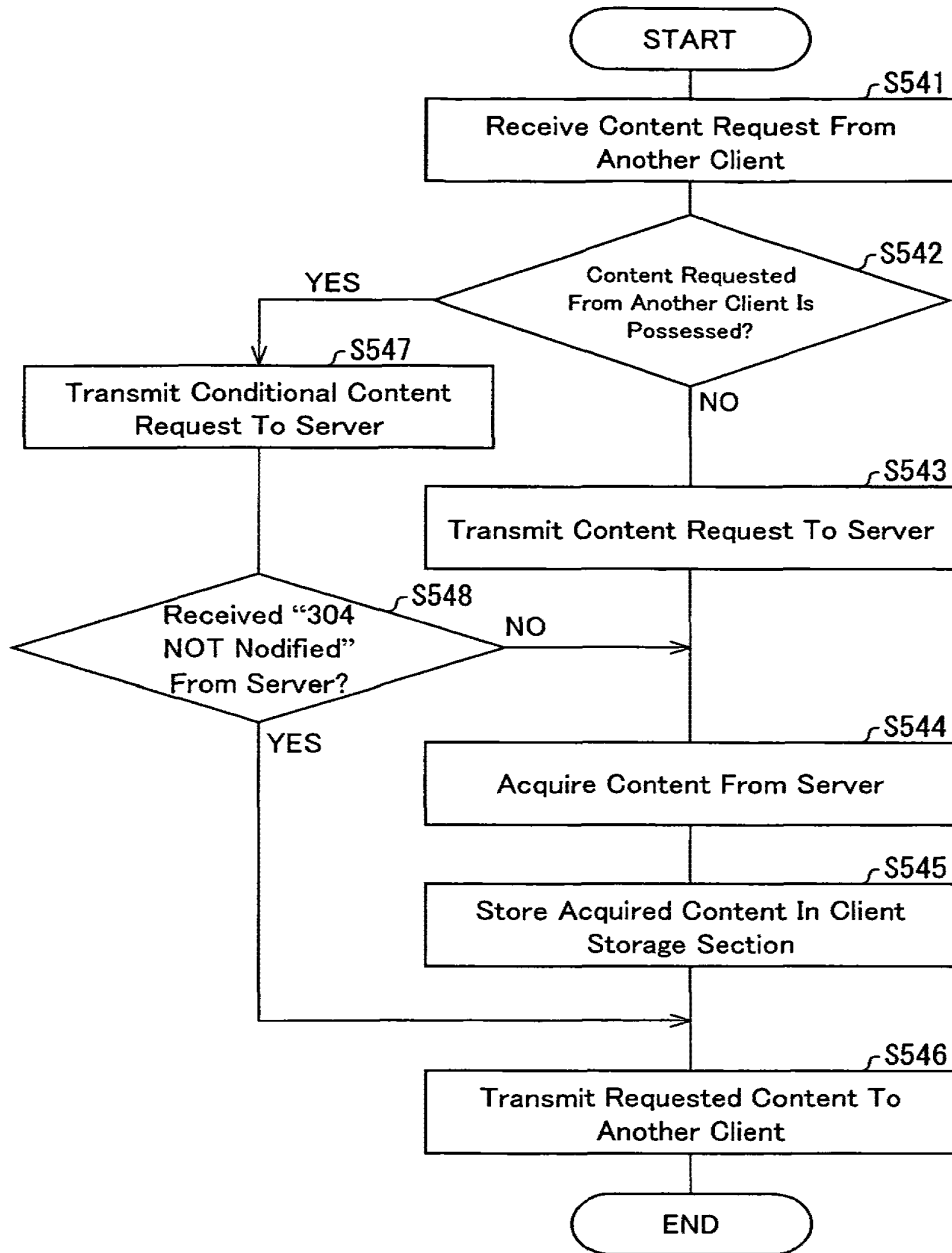 START
S541
Receive Content Request From
Another Client
S542
Content Requested
From Another Client Is
Possessed?
YES
NO
S547
Transmit Conditional Content
Request To Server
S543
Transmit Content Request To Server
S548
Received “304
NOT Nodified”
From Server?
NO
YES
S544
Acquire Content From Server
S545
Store Acquired Content In Client
Storage Section
S546
Transmit Requested Content To
Another Client
END